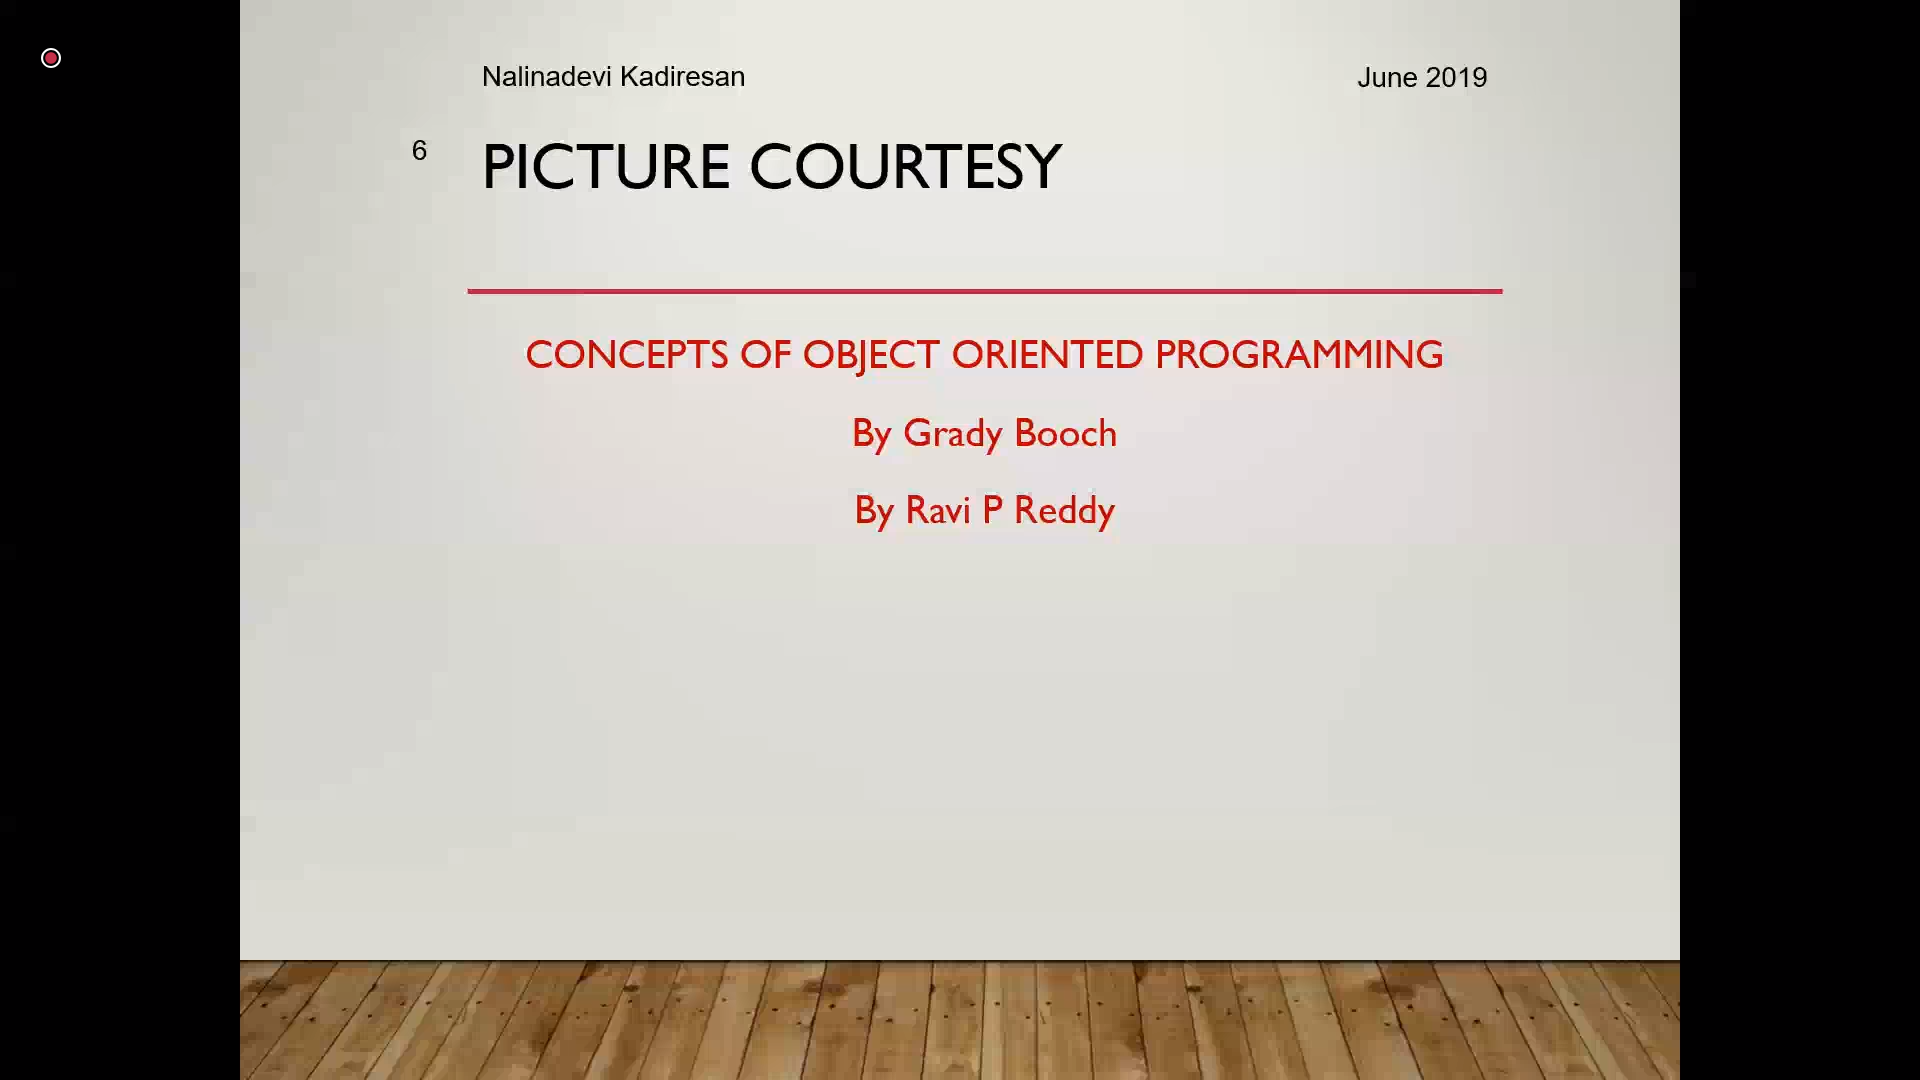 Nalinadevi Kadiresan
June 2019
6
PICTURE COURTESY
CONCEPTS OF OBJECT ORIENTED PROGRAMMING
By Grady Booch
By Ravi P Reddy